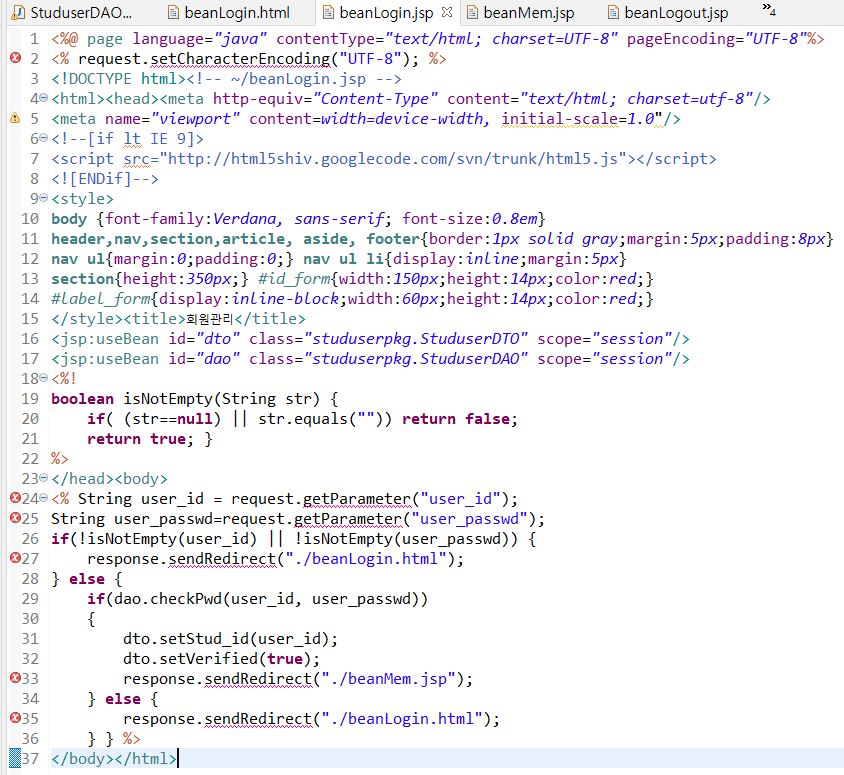 StuduserDAO... beanLogin.html beanLogin.jsp beanMem.jsp beanLogout.jsp 4
1 <%@ page language="java" contentType="text/html; charset=UTF-8" pageEncoding="UTF-8"%>
2 <% request.setCharacterEncoding("UTF-8"); %>
3 <!DOCTYPE html><!-- ~/beanLogin.jsp -->
4 <html><head><meta http-equiv="Content-Type" content="text/html; charset=utf-8"/>
5 <meta name="viewport" content=width=device-width, initial-scale=1.0"/>
6 <!--[if lt IE 9]>
7 <script src="http://html5shiv.googlecode.com/svn/trunk/html5.js"></script>
8 <![ENDif]-->
9 <style>
10 body {font-family:Verdana, sans-serif; font-size:0.8em}
11 header,nav,section,article, aside, footer{border:1px solid gray;margin:5px;padding:8px}
12 nav ul{margin:0;padding:0;} nav ul li{display:inline;margin:5px}
13 section{height:350px;} #id_form{width:150px;height:14px;color:red;}
14 #label_form{display:inline-block;width:60px;height:14px;color:red;}
15 </style><title>회원관리</title>
16 <jsp:useBean id="dto" class="studuserpkg.StuduserDTO" scope="session"/>
17 <jsp:useBean id="dao" class="studuserpkg.StuduserDAO" scope="session"/>
18 <%!
19 boolean isNotEmpty(String str) {
20 if( (str==null) || str.equals("")) return false;
21 return true; }
22 %>
23 </head><body>
24 <% String user_id = request.getParameter("user_id");
25 String user_passwd=request.getParameter("user_passwd");
26 if(!isNotEmpty(user_id) || !isNotEmpty(user_passwd)) {
27 response.sendRedirect("./beanLogin.html");
28 } else {
29 if(dao.checkPwd(user_id, user_passwd))
30 {
31 dto.setStud_id(user_id);
32 dto.setVerified(true);
33 response.sendRedirect("./beanMem.jsp");
34 } else {
35 response.sendRedirect("./beanLogin.html");
36 } } %>
37 </body></html>